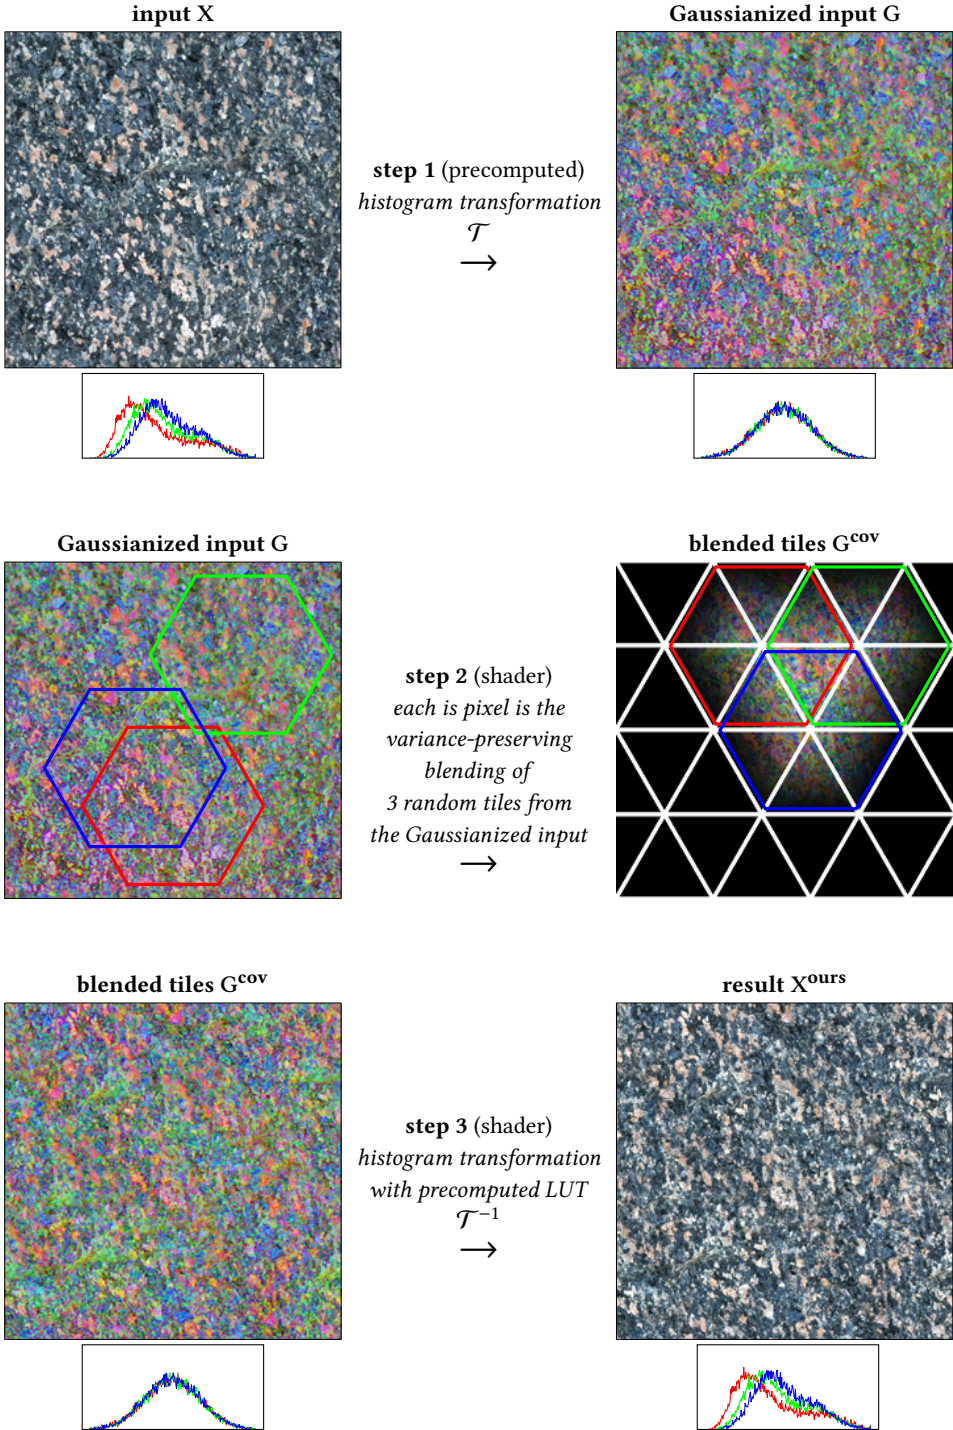 input X
Gaussianized input G
step 1 (precomputed)
histogram transformation
𝒯
→
Gaussianized input G
blended tiles G^cov
step 2 (shader)
each is pixel is the
variance-preserving
blending of
3 random tiles from
the Gaussianized input
→
blended tiles G^cov
result X^ours
step 3 (shader)
histogram transformation
with precomputed LUT
𝒯⁻¹
→